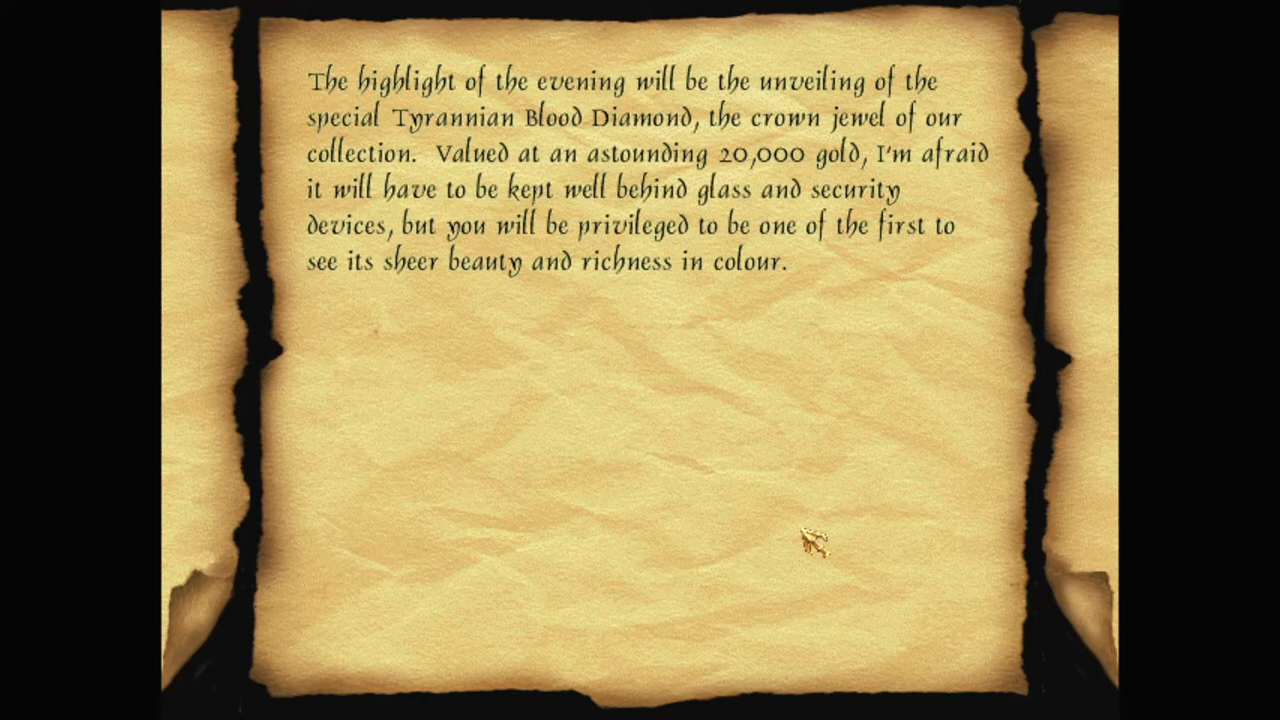 The highlight of the evening will be the unveiling of the
special Tyrannian Blood Diamond, the crown jewel of our
collection.  Valued at an astounding 20,000 gold, I'm afraid
it will have to be kept well behind glass and security
devices, but you will be privileged to be one of the first to
see its sheer beauty and richness in colour.